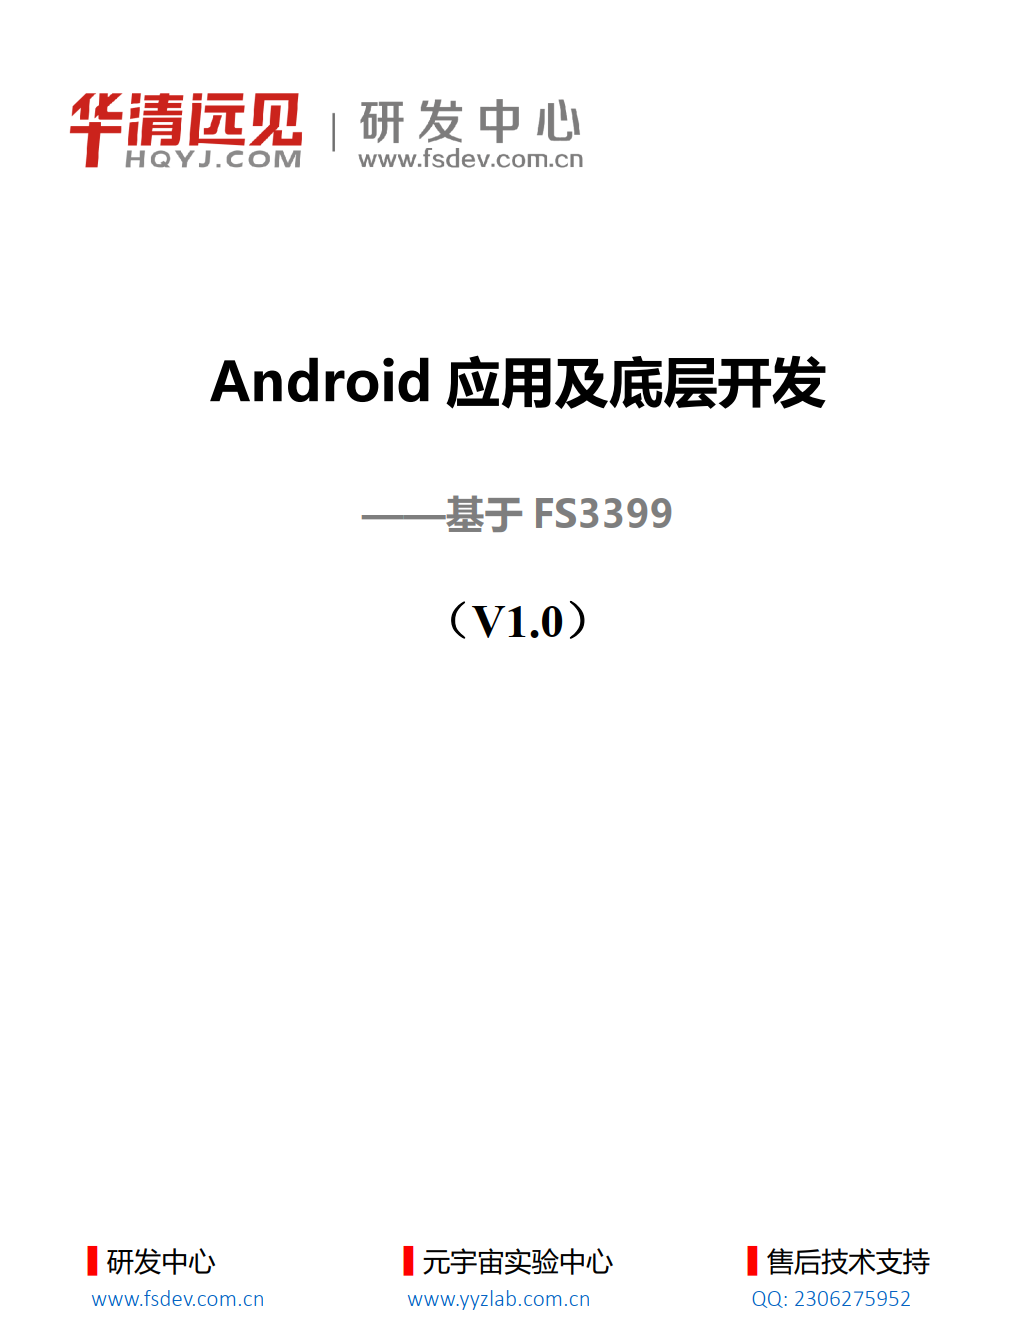 华清远见
HQYJ.COM
研发中心
www.fsdev.com.cn
Android 应用及底层开发
——基于 FS3399
（V1.0）
研发中心 元宇宙实验中心 售后技术支持
www.fsdev.com.cn www.yyzlab.com.cn QQ: 2306275952